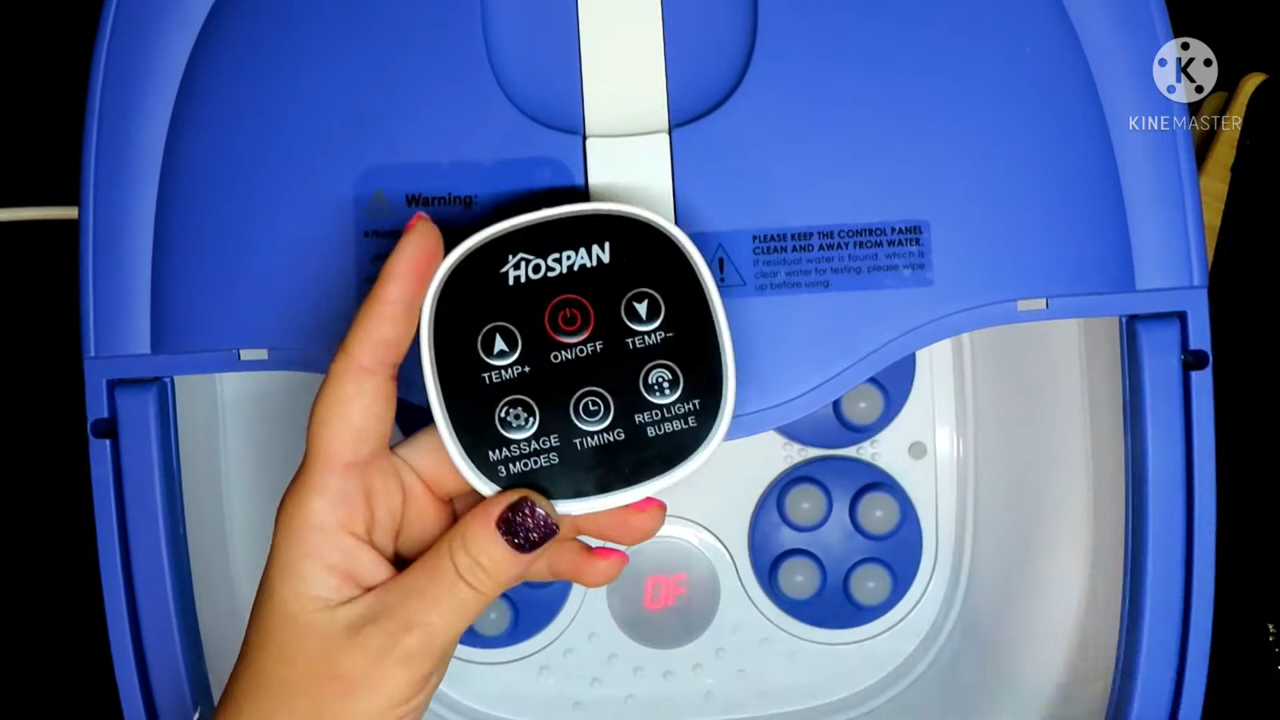 KINEMASTER
Warning:
HOSPAN
PLEASE KEEP THE CONTROL PANEL
CLEAN AND AWAY FROM WATER.
If residual water is found, which is
clean water for testing, please wipe
up before using.
TEMP+
ON/OFF
TEMP−
MASSAGE
3 MODES
TIMING
RED LIGHT
BUBBLE
OF